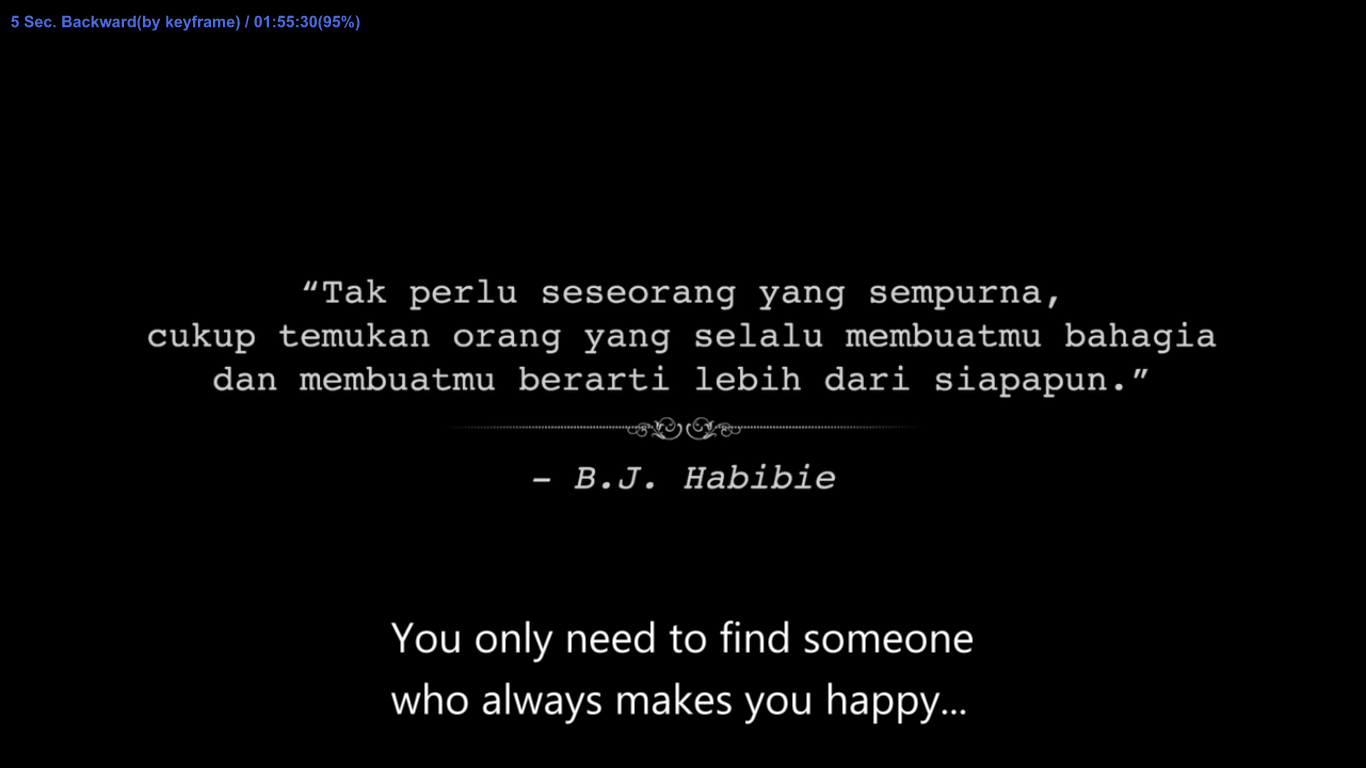 5 Sec. Backward(by keyframe) / 01:55:30(95%)
“Tak perlu seseorang yang sempurna,
cukup temukan orang yang selalu membuatmu bahagia
dan membuatmu berarti lebih dari siapapun.”
– B.J. Habibie
You only need to find someone
who always makes you happy...